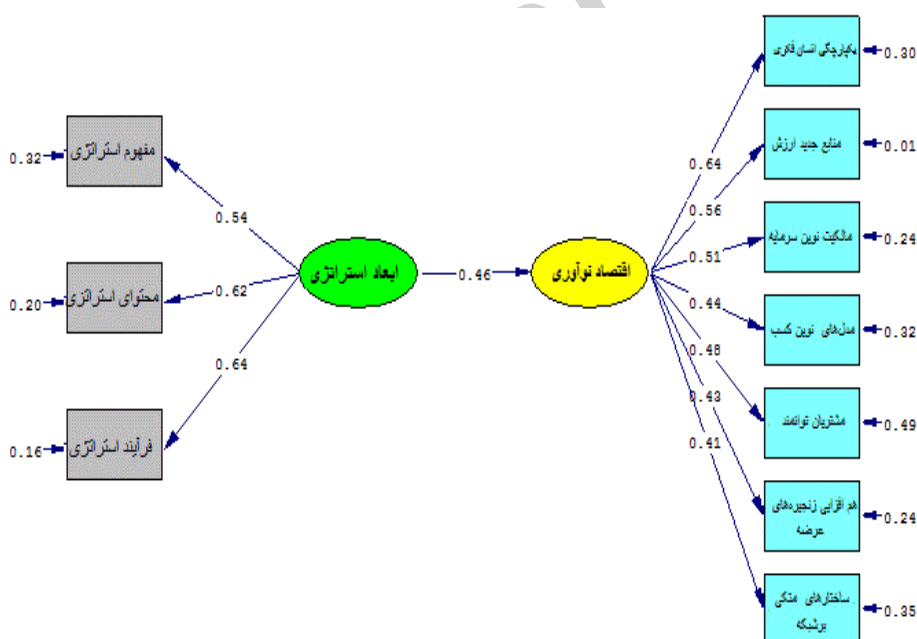 یکپارچگی انسان فکری
0.30
منابع جدید ارزش
0.01
مالکیت نوین سرمایه
0.24
مدل‌های نوین کسب
0.32
مشتریان توانمند
0.49
هم افزایی زنجیره‌های
عرضه
0.24
ساختارهای متکی
برشبکه
0.35
0.64
0.56
0.51
0.44
0.48
0.43
0.41
اقتصاد نوآوری
0.46
ابعاد استراتژی
0.54
0.62
0.64
مفهوم استراتژی
0.32
محتوای استراتژی
0.20
فرآیند استراتژی
0.16